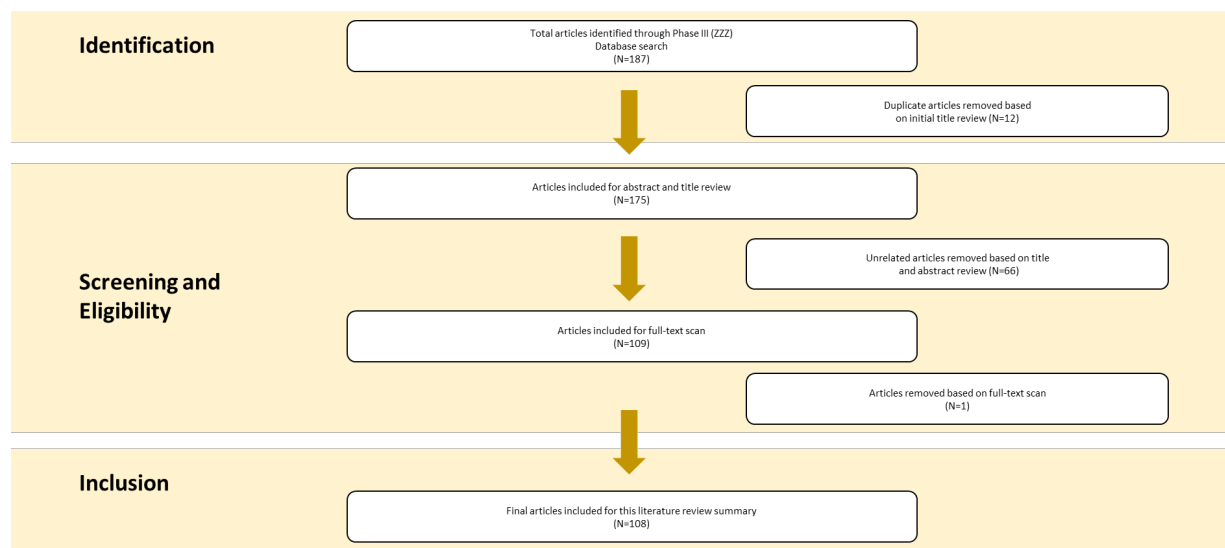 Identification
Total articles identified through Phase III (ZZZ)
Database search
(N=187)
Duplicate articles removed based
on initial title review (N=12)
Articles included for abstract and title review
(N=175)
Screening and
Eligibility
Unrelated articles removed based on title
and abstract review (N=66)
Articles included for full-text scan
(N=109)
Articles removed based on full-text scan
(N=1)
Inclusion
Final articles included for this literature review summary
(N=108)